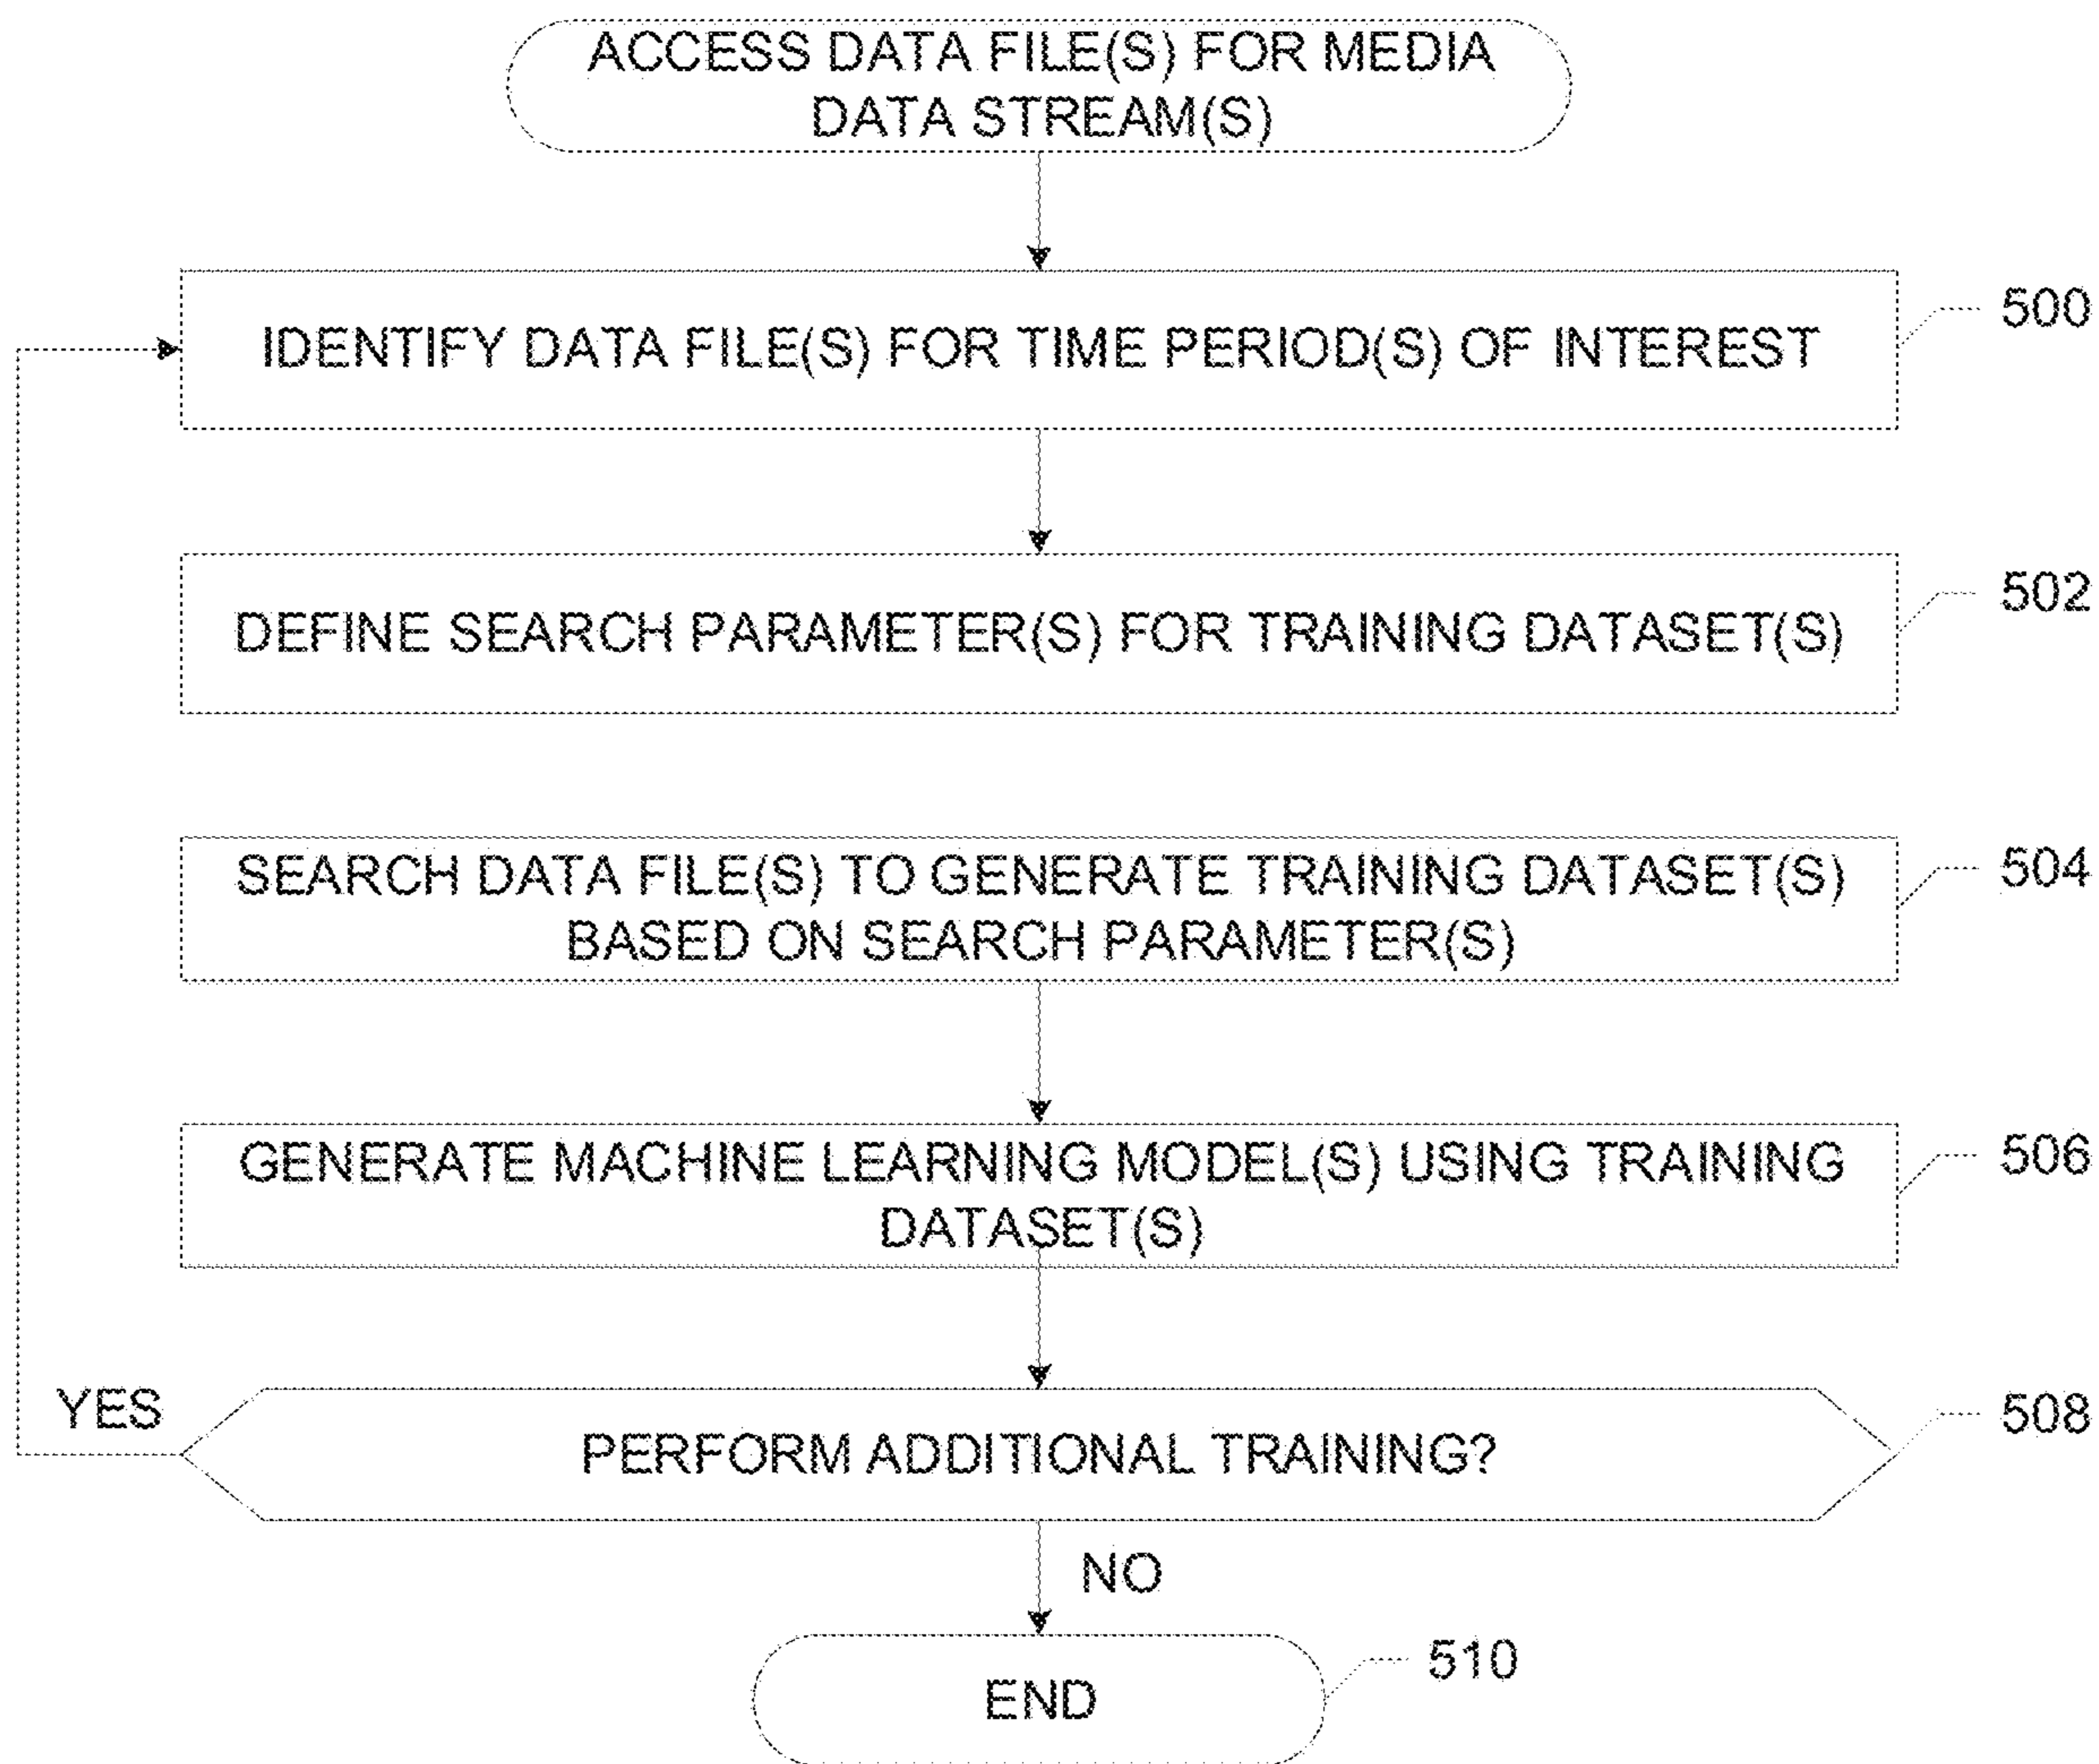 ACCESS DATA FILE(S) FOR MEDIA
DATA STREAM(S)
IDENTIFY DATA FILE(S) FOR TIME PERIOD(S) OF INTEREST
500
DEFINE SEARCH PARAMETER(S) FOR TRAINING DATASET(S)
502
SEARCH DATA FILE(S) TO GENERATE TRAINING DATASET(S)
BASED ON SEARCH PARAMETER(S)
504
GENERATE MACHINE LEARNING MODEL(S) USING TRAINING
DATASET(S)
506
YES
PERFORM ADDITIONAL TRAINING?
508
NO
END
510